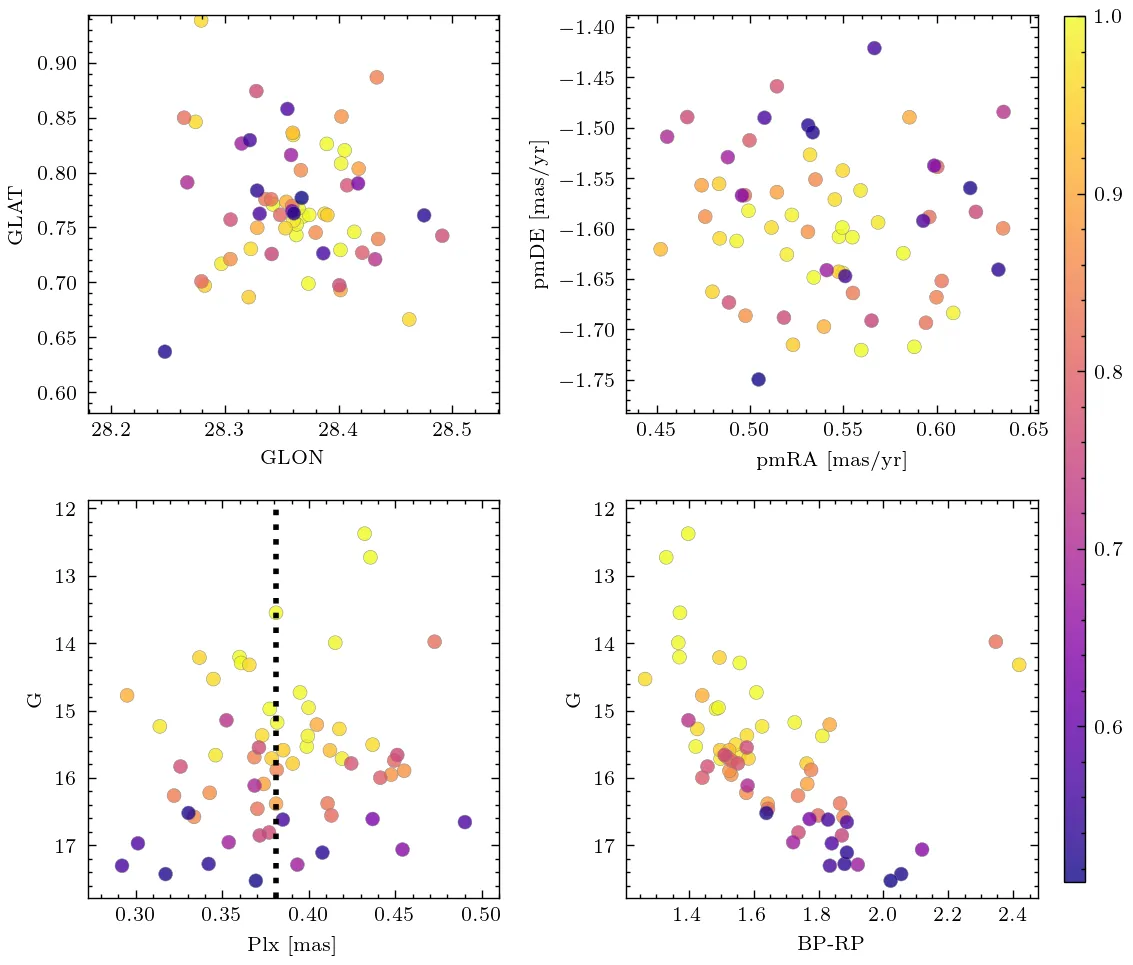 0.90
0.85
0.80
0.75
0.70
0.65
0.60
GLAT
28.2 28.3 28.4 28.5
GLON
−1.40
−1.45
−1.50
−1.55
−1.60
−1.65
−1.70
−1.75
pmDE [mas/yr]
0.45 0.50 0.55 0.60 0.65
pmRA [mas/yr]
12
13
14
15
16
17
G
0.30 0.35 0.40 0.45 0.50
Plx [mas]
12
13
14
15
16
17
G
1.4 1.6 1.8 2.0 2.2 2.4
BP-RP
1.0
0.9
0.8
0.7
0.6